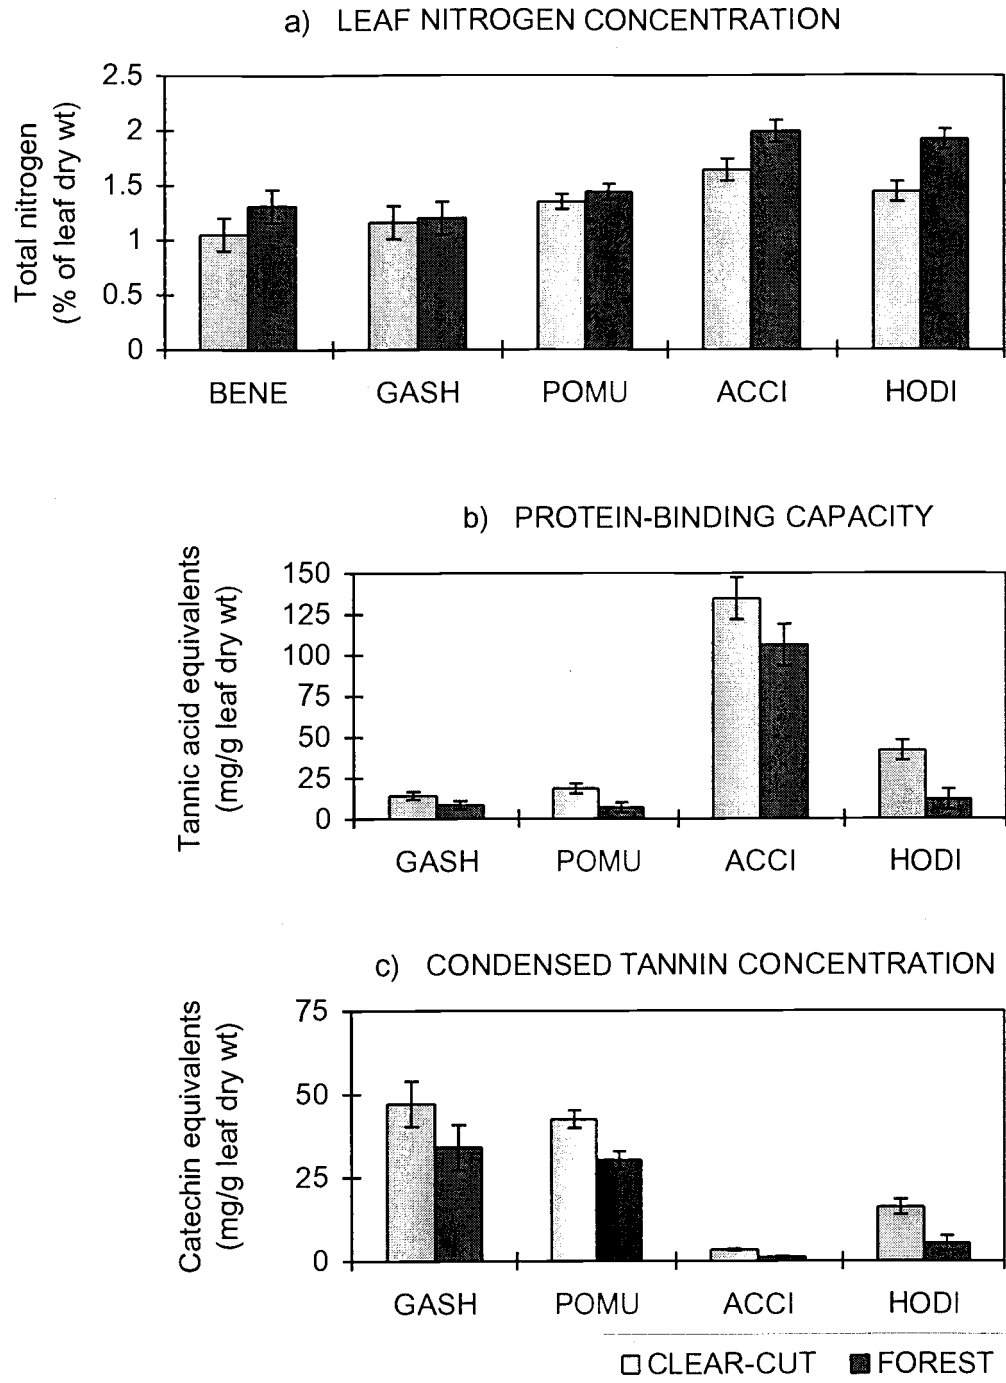 a) LEAF NITROGEN CONCENTRATION
Total nitrogen
(% of leaf dry wt)
2.5
2
1.5
1
0.5
0
BENE GASH POMU ACCI HODI
b) PROTEIN-BINDING CAPACITY
Tannic acid equivalents
(mg/g leaf dry wt)
150
125
100
75
50
25
0
GASH POMU ACCI HODI
c) CONDENSED TANNIN CONCENTRATION
Catechin equivalents
(mg/g leaf dry wt)
75
50
25
0
GASH POMU ACCI HODI
CLEAR-CUT FOREST